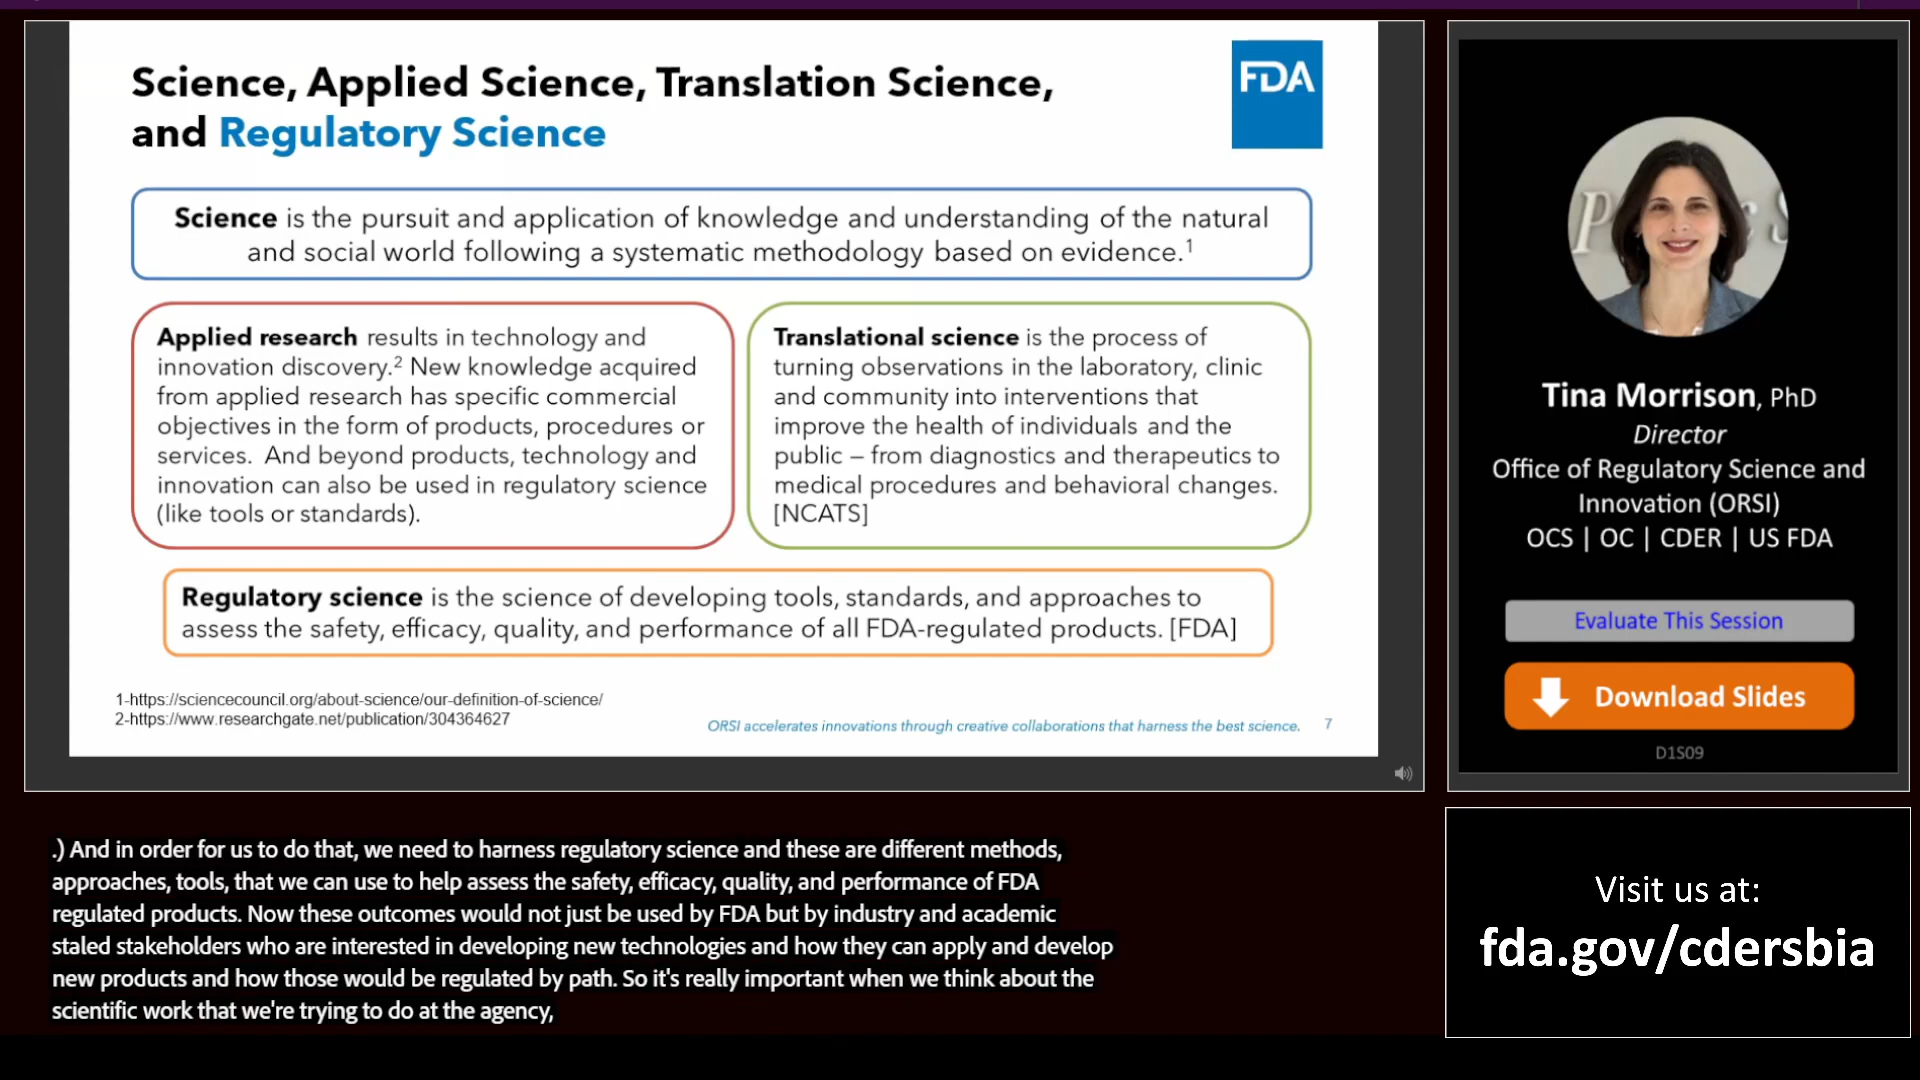 Science, Applied Science, Translation Science,
and Regulatory Science
FDA
Science is the pursuit and application of knowledge and understanding of the natural
and social world following a systematic methodology based on evidence.1
Applied research results in technology and
innovation discovery.2 New knowledge acquired
from applied research has specific commercial
objectives in the form of products, procedures or
services. And beyond products, technology and
innovation can also be used in regulatory science
(like tools or standards).
Translational science is the process of
turning observations in the laboratory, clinic
and community into interventions that
improve the health of individuals and the
public – from diagnostics and therapeutics to
medical procedures and behavioral changes.
[NCATS]
Regulatory science is the science of developing tools, standards, and approaches to
assess the safety, efficacy, quality, and performance of all FDA-regulated products. [FDA]
1-https://sciencecouncil.org/about-science/our-definition-of-science/
2-https://www.researchgate.net/publication/304364627
ORSI accelerates innovations through creative collaborations that harness the best science. 7
Tina Morrison, PhD
Director
Office of Regulatory Science and
Innovation (ORSI)
OCS | OC | CDER | US FDA
Evaluate This Session
Download Slides
D1S09
.) And in order for us to do that, we need to harness regulatory science and these are different methods,
approaches, tools, that we can use to help assess the safety, efficacy, quality, and performance of FDA
regulated products. Now these outcomes would not just be used by FDA but by industry and academic
staled stakeholders who are interested in developing new technologies and how they can apply and develop
new products and how those would be regulated by path. So it's really important when we think about the
scientific work that we're trying to do at the agency,
Visit us at:
fda.gov/cdersbia